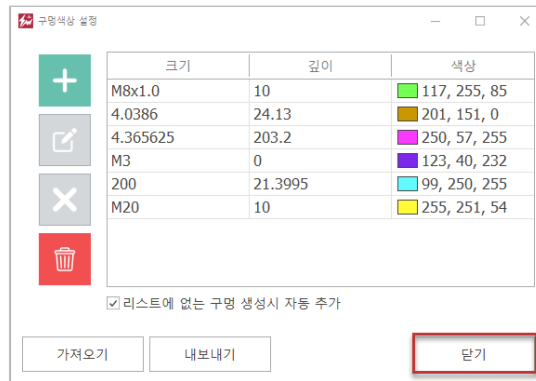 구멍색상 설정
크기 깊이 색상
M8x1.0 10 117, 255, 85
4.0386 24.13 201, 151, 0
4.365625 203.2 250, 57, 255
M3 0 123, 40, 232
200 21.3995 99, 250, 255
M20 10 255, 251, 54
리스트에 없는 구멍 생성시 자동 추가
가져오기 내보내기 닫기